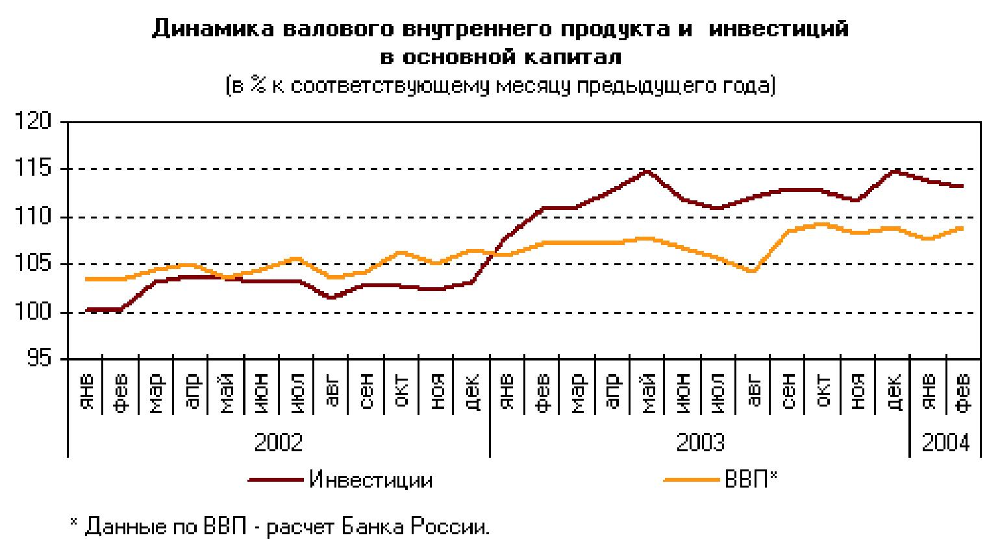 Динамика валового внутреннего продукта и инвестиций
в основной капитал
(в % к соответствующему месяцу предыдущего года)
120
115
110
105
100
95
янв фев мар апр май июн июл авг сен окт ноя дек янв фев мар апр май июн июл авг сен окт ноя дек янв фев
2002 2003 2004
Инвестиции ВВП*
* Данные по ВВП - расчет Банка России.